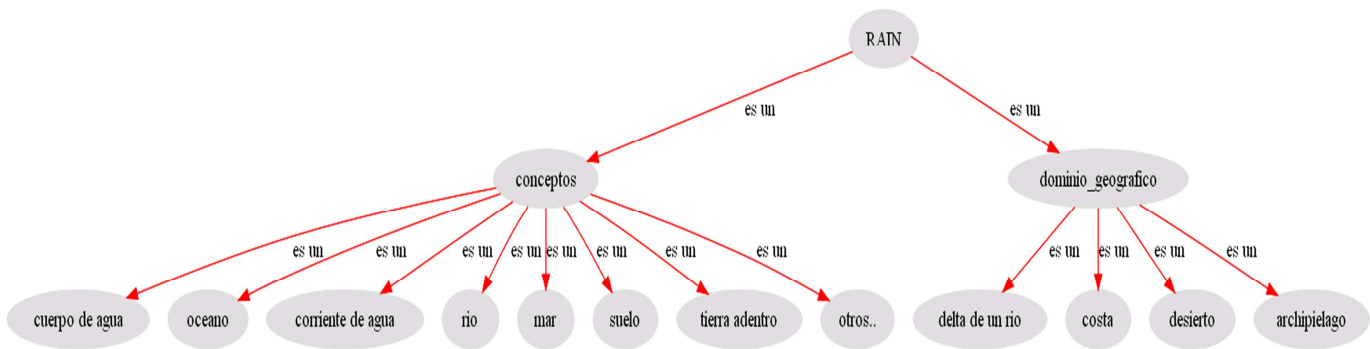 RAIN
es un
es un
conceptos
dominio_geografico
es un
es un
es un
es un
es un
es un
es un
es un
es un
es un
es un
cuerpo de agua
oceano
corriente de agua
rio
mar
suelo
tierra adentro
otros..
delta de un rio
costa
desierto
archipielago